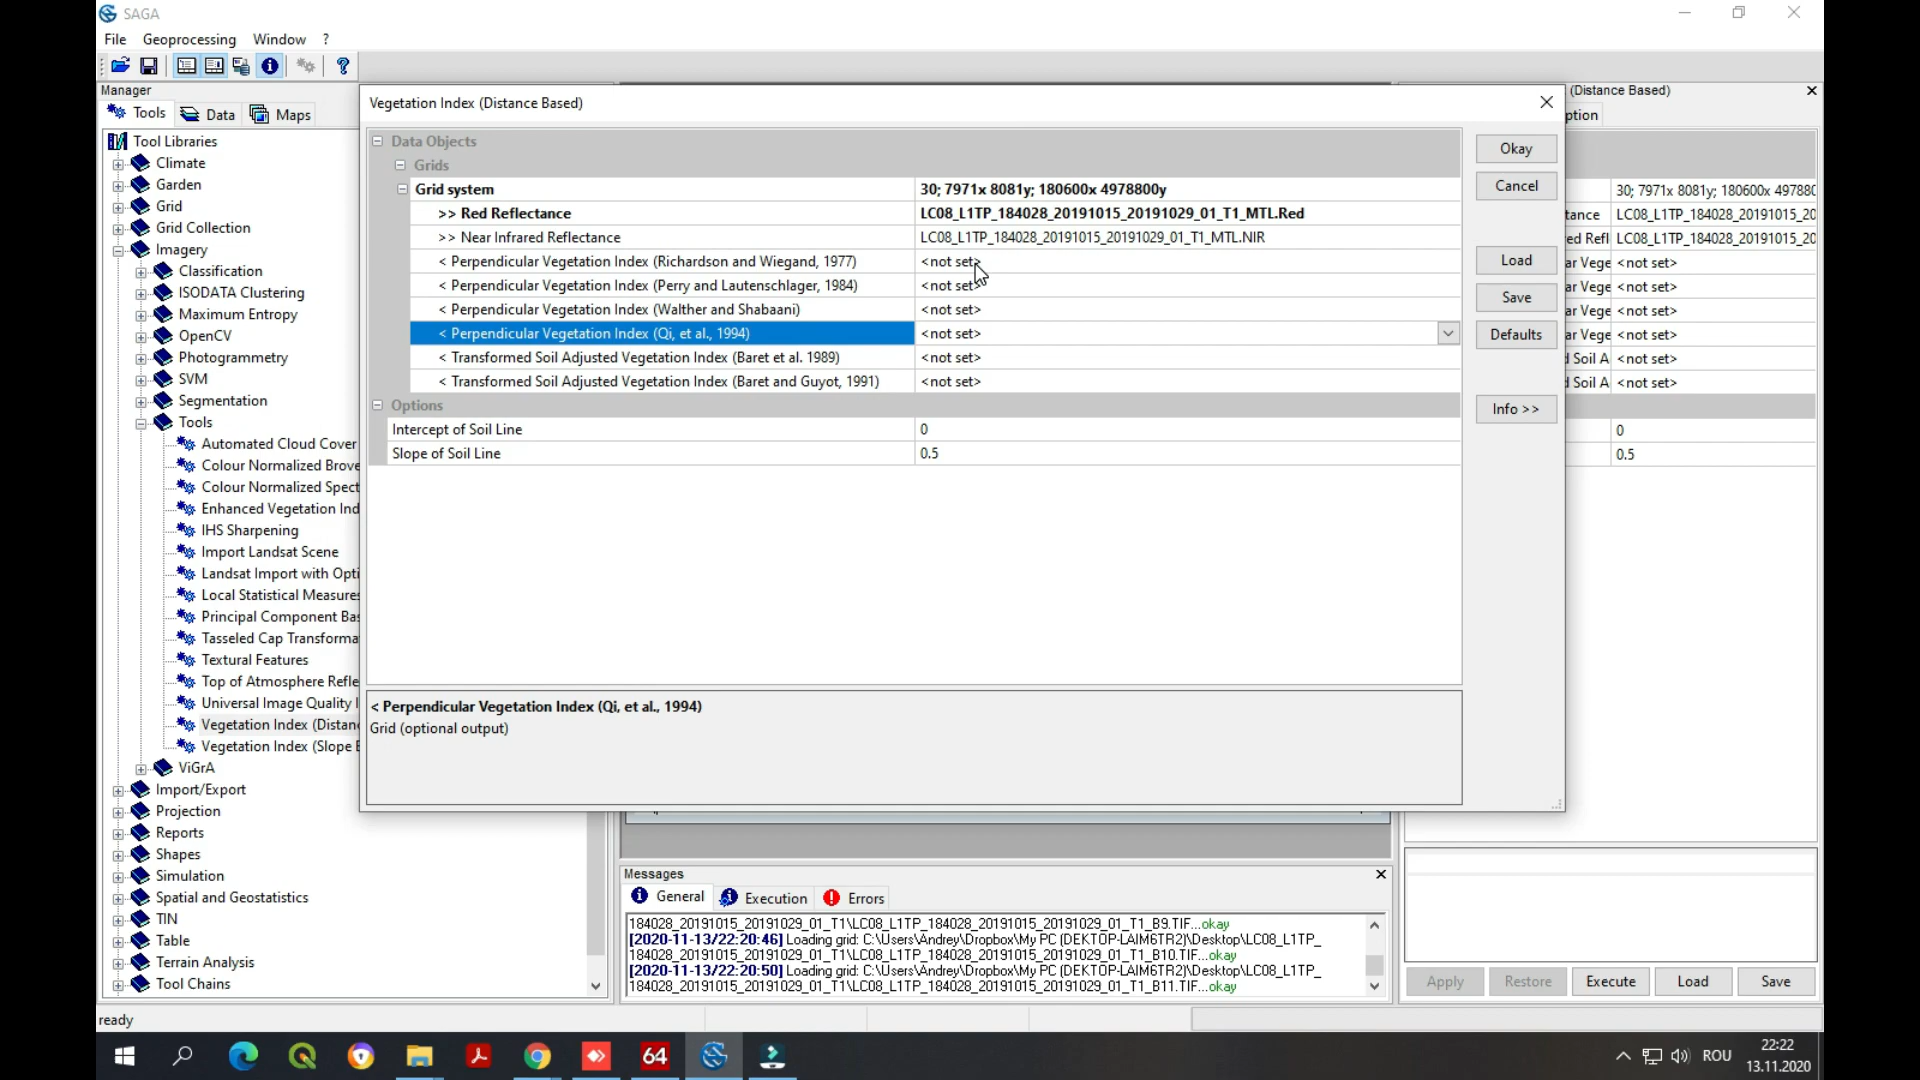 SAGA
File Geoprocessing Window ?
Manager
Tools Data Maps
Tool Libraries
Climate
Garden
Grid
Grid Collection
Imagery
Classification
ISODATA Clustering
Maximum Entropy
OpenCV
Photogrammetry
SVM
Segmentation
Tools
Automated Cloud Cover
Colour Normalized Brove
Colour Normalized Spect
Enhanced Vegetation Ind
IHS Sharpening
Import Landsat Scene
Landsat Import with Opti
Local Statistical Measures
Principal Component Bas
Tasseled Cap Transforma
Textural Features
Top of Atmosphere Refle
Universal Image Quality I
Vegetation Index (Distan
Vegetation Index (Slope B
ViGrA
Import/Export
Projection
Reports
Shapes
Simulation
Spatial and Geostatistics
TIN
Table
Terrain Analysis
Tool Chains
Vegetation Index (Distance Based)
Data Objects
Grids
Grid system 30; 7971x 8081y; 180600x 4978800y
>> Red Reflectance LC08_L1TP_184028_20191015_20191029_01_T1_MTL.Red
>> Near Infrared Reflectance LC08_L1TP_184028_20191015_20191029_01_T1_MTL.NIR
< Perpendicular Vegetation Index (Richardson and Wiegand, 1977) <not set>
< Perpendicular Vegetation Index (Perry and Lautenschlager, 1984) <not set>
< Perpendicular Vegetation Index (Walther and Shabaani) <not set>
< Perpendicular Vegetation Index (Qi, et al., 1994) <not set>
< Transformed Soil Adjusted Vegetation Index (Baret et al. 1989) <not set>
< Transformed Soil Adjusted Vegetation Index (Baret and Guyot, 1991) <not set>
Options
Intercept of Soil Line 0
Slope of Soil Line 0.5
< Perpendicular Vegetation Index (Qi, et al., 1994)
Grid (optional output)
Okay
Cancel
Load
Save
Defaults
Info >>
(Distance Based)
ption
30; 7971x 8081y; 180600x 497880
tance LC08_L1TP_184028_20191015_20
ed Refl LC08_L1TP_184028_20191015_20
ar Vege <not set>
ar Vege <not set>
ar Vege <not set>
ar Vege <not set>
d Soil A <not set>
d Soil A <not set>
0
0.5
Messages
General Execution Errors
184028_20191015_20191029_01_T1\LC08_L1TP_184028_20191015_20191029_01_T1_B9.TIF...okay
[2020-11-13/22:20:46] Loading grid: C:\Users\Andrey\Dropbox\My PC (DEKTOP-LAIM6TR2)\Desktop\LC08_L1TP_
184028_20191015_20191029_01_T1\LC08_L1TP_184028_20191015_20191029_01_T1_B10.TIF...okay
[2020-11-13/22:20:50] Loading grid: C:\Users\Andrey\Dropbox\My PC (DEKTOP-LAIM6TR2)\Desktop\LC08_L1TP_
184028_20191015_20191029_01_T1\LC08_L1TP_184028_20191015_20191029_01_T1_B11.TIF...okay
Apply Restore Execute Load Save
ready
64
ROU
22:22
13.11.2020